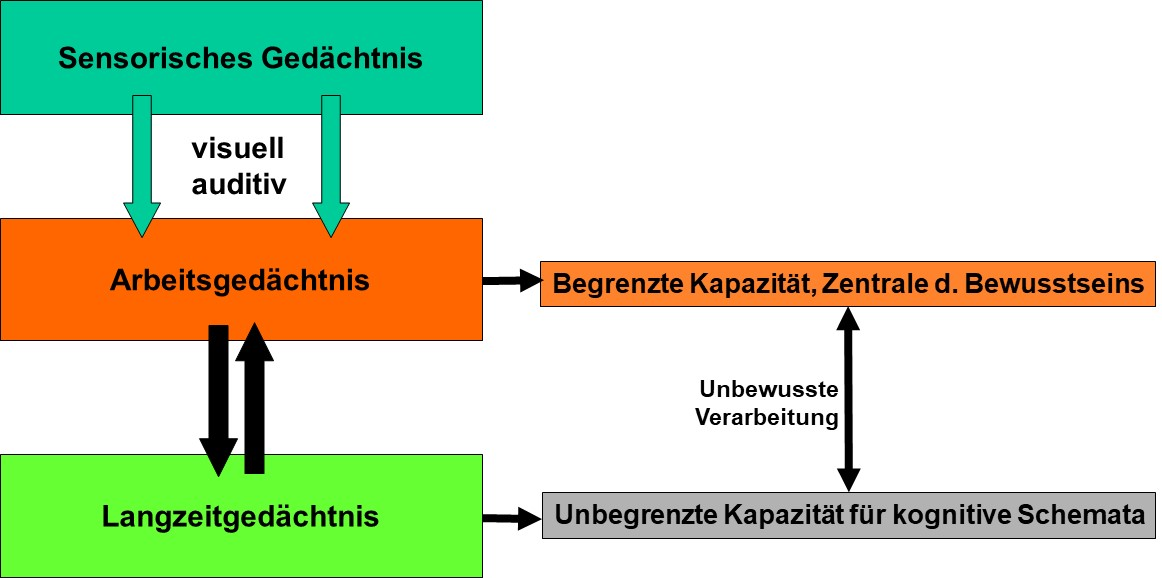 Sensorisches Gedächtnis
visuell
auditiv
Arbeitsgedächtnis
Begrenzte Kapazität, Zentrale d. Bewusstseins
Unbewusste
Verarbeitung
Langzeitgedächtnis
Unbegrenzte Kapazität für kognitive Schemata